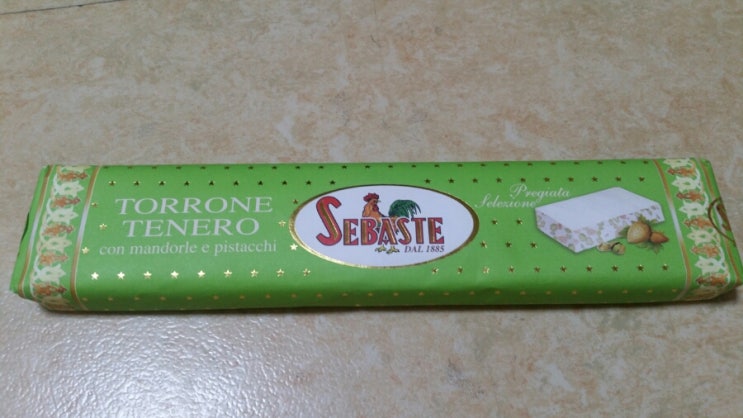 TORRONE
TENERO
con mandorle e pistacchi
SEBASTE
DAL 1885
Pregiata
Selezione